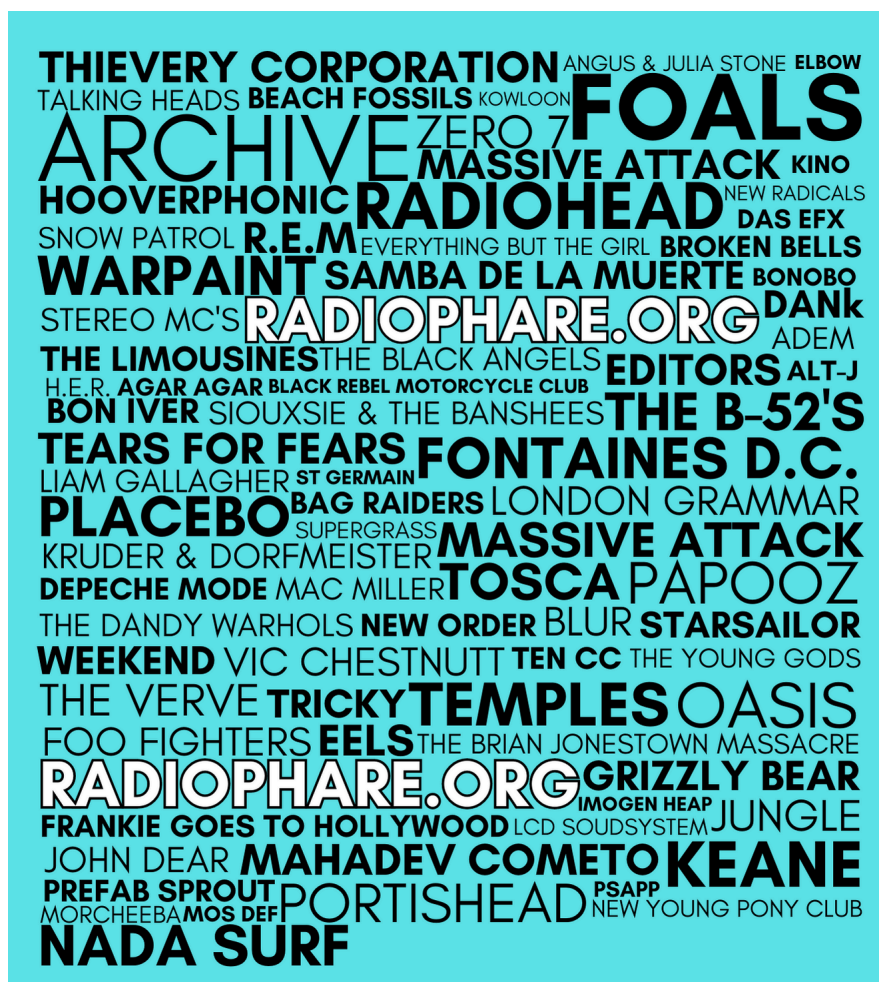 THIEVERY CORPORATION ANGUS & JULIA STONE ELBOW
TALKING HEADS BEACH FOSSILS KOWLOON FOALS
ARCHIVE ZERO 7
MASSIVE ATTACK KINO
HOOVERPHONIC RADIOHEAD NEW RADICALS
DAS EFX
SNOW PATROL R.E.M EVERYTHING BUT THE GIRL BROKEN BELLS
WARPAINT SAMBA DE LA MUERTE BONOBO
STEREO MC'S RADIOPHARE.ORG DANk
ADEM
THE LIMOUSINES THE BLACK ANGELS EDITORS ALT-J
H.E.R. AGAR AGAR BLACK REBEL MOTORCYCLE CLUB
BON IVER SIOUXSIE & THE BANSHEES THE B-52'S
TEARS FOR FEARS FONTAINES D.C.
LIAM GALLAGHER ST GERMAIN
PLACEBO BAG RAIDERS LONDON GRAMMAR
SUPERGRASS MASSIVE ATTACK
KRUDER & DORFMEISTER
DEPECHE MODE MAC MILLER TOSCA PAPOOZ
THE DANDY WARHOLS NEW ORDER BLUR STARSAILOR
WEEKEND VIC CHESTNUTT TEN CC THE YOUNG GODS
THE VERVE TRICKY TEMPLES OASIS
FOO FIGHTERS EELS THE BRIAN JONESTOWN MASSACRE
RADIOPHARE.ORG GRIZZLY BEAR
IMOGEN HEAP JUNGLE
FRANKIE GOES TO HOLLYWOOD LCD SOUDSYSTEM
JOHN DEAR MAHADEV COMETO KEANE
PREFAB SPROUT PORTISHEAD PSAPP
MORCHEEBA MOS DEF NEW YOUNG PONY CLUB
NADA SURF